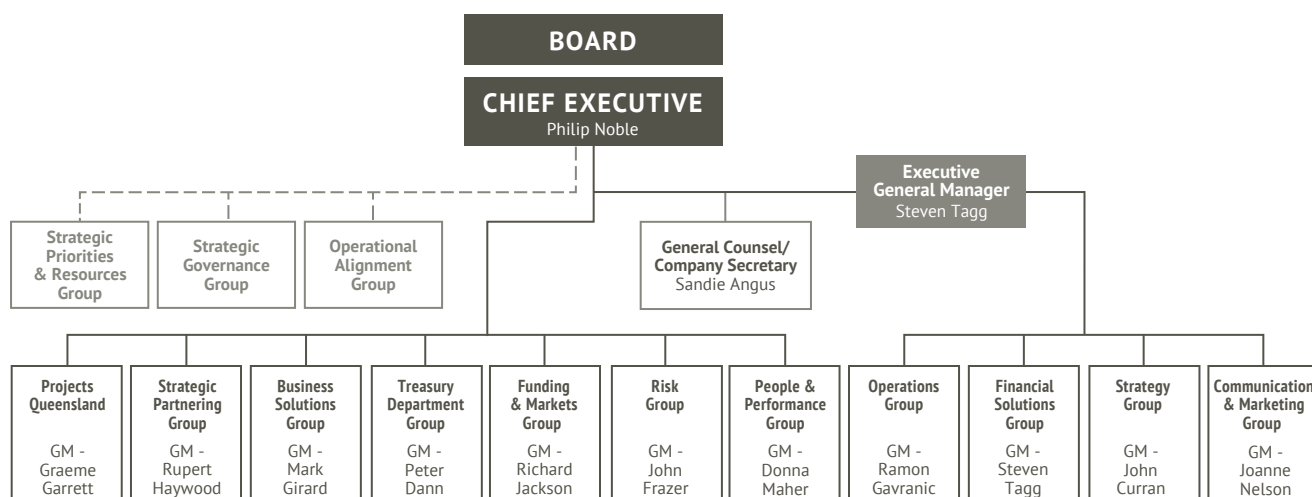 BOARD
CHIEF EXECUTIVE
Philip Noble
Executive
General Manager
Steven Tagg
Strategic
Priorities
& Resources
Group
Strategic
Governance
Group
Operational
Alignment
Group
General Counsel/
Company Secretary
Sandie Angus
Projects
Queensland
GM -
Graeme
Garrett
Strategic
Partnering
Group
GM -
Rupert
Haywood
Business
Solutions
Group
GM -
Mark
Girard
Treasury
Department
Group
GM -
Peter
Dann
Funding
& Markets
Group
GM -
Richard
Jackson
Risk
Group
GM -
John
Frazer
People &
Performance
Group
GM -
Donna
Maher
Operations
Group
GM -
Ramon
Gavranic
Financial
Solutions
Group
GM -
Steven
Tagg
Strategy
Group
GM -
John
Curran
Communication
& Marketing
Group
GM -
Joanne
Nelson